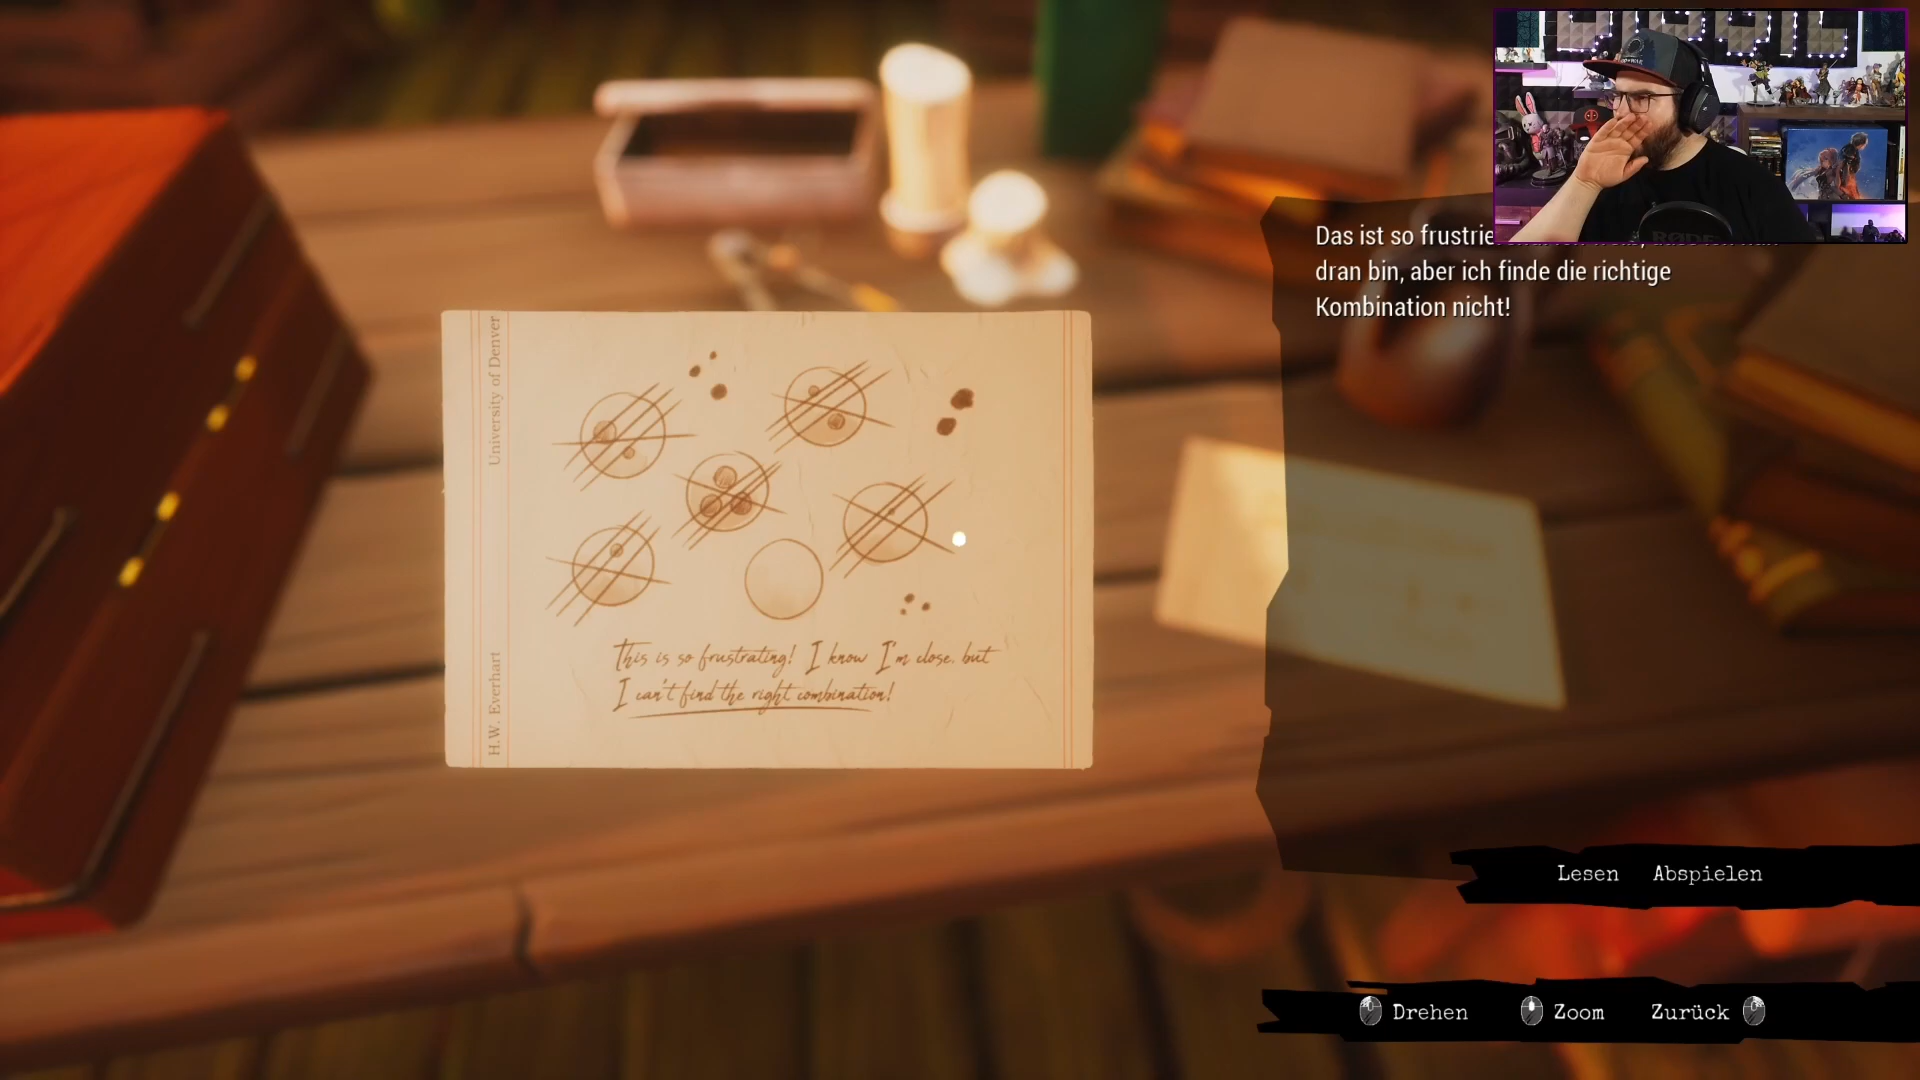 University of Denver
H.W. Everhart
This is so frustrating! I know I'm close, but
I can't find the right combination!
Das ist so
dran bin, aber ich finde die richtige
Kombination nicht!
Lesen Abspielen
Drehen Zoom Zurück